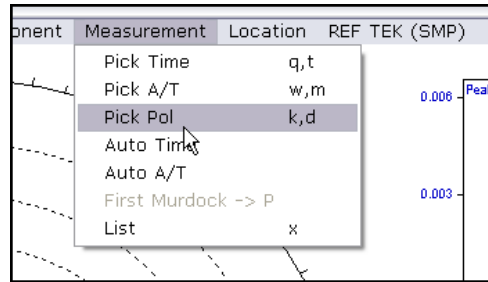 onent Measurement Location REF TEK (SMP)
Pick Time q,t
Pick A/T w,m
Pick Pol k,d
Auto Time
Auto A/T
First Murdock -> P
List x
0.006
Peak
0.003